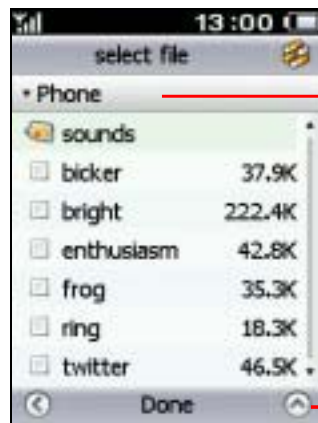 13:00
select file
Phone
sounds
bicker 37.9K
bright 222.4K
enthusiasm 42.8K
frog 35.3K
ring 18.3K
twitter 46.5K
Done